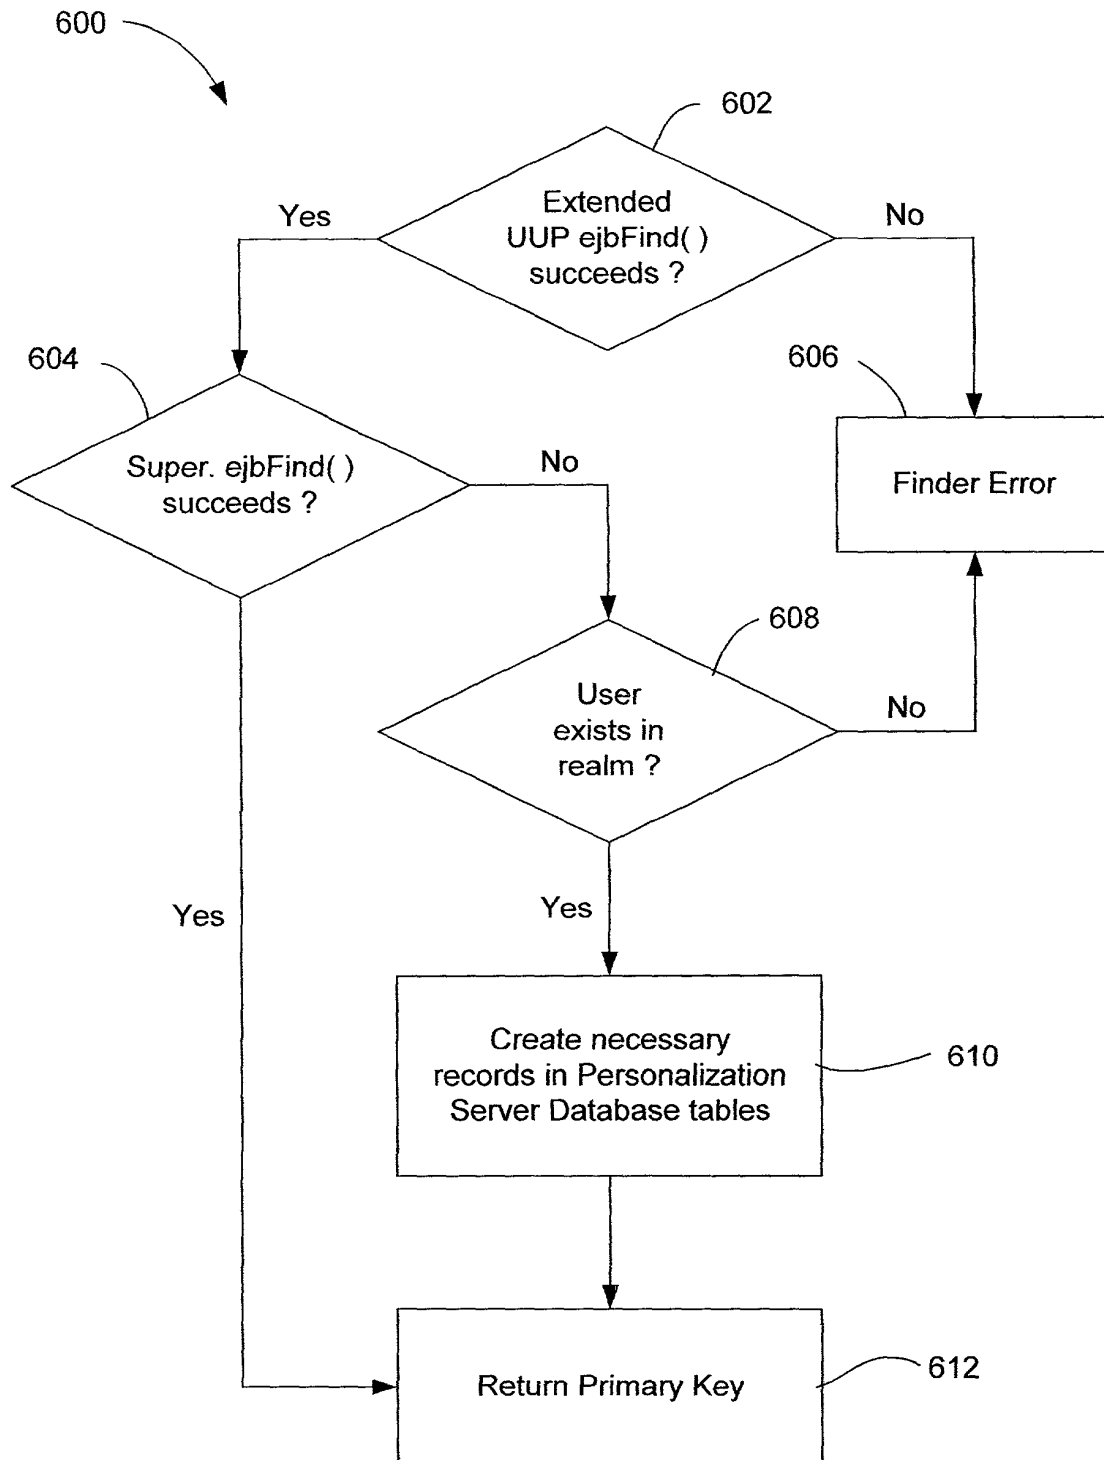 600
602
Extended
UUP ejbFind( )
succeeds ?
Yes
No
604
606
Super. ejbFind( )
succeeds ?
No
Finder Error
608
User
exists in
realm ?
No
Yes
Yes
Create necessary
records in Personalization
Server Database tables
610
Return Primary Key
612